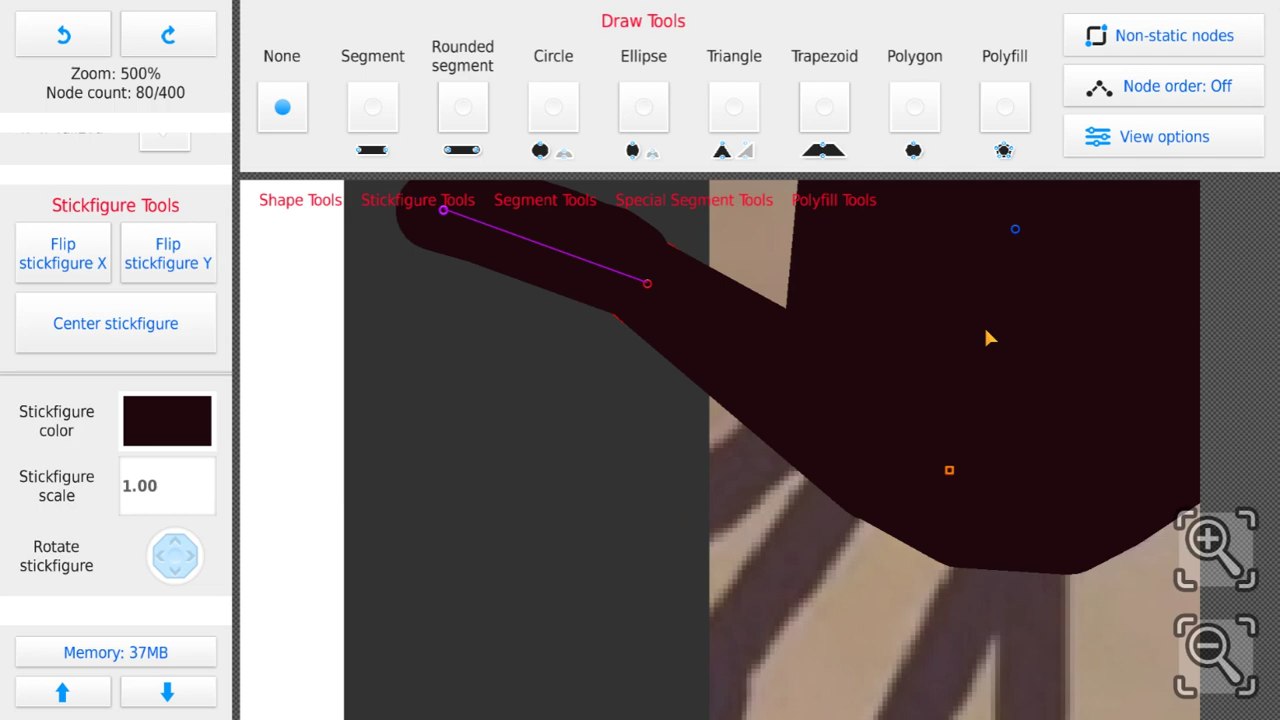 Zoom: 500%
Node count: 80/400
Stickfigure Tools
Flip
stickfigure X
Flip
stickfigure Y
Center stickfigure
Stickfigure
color
Stickfigure
scale
1.00
Rotate
stickfigure
Memory: 37MB
Draw Tools
None
Segment
Rounded
segment
Circle
Ellipse
Triangle
Trapezoid
Polygon
Polyfill
Non-static nodes
Node order: Off
View options
Shape Tools
Stickfigure Tools
Segment Tools
Special Segment Tools
Polyfill Tools